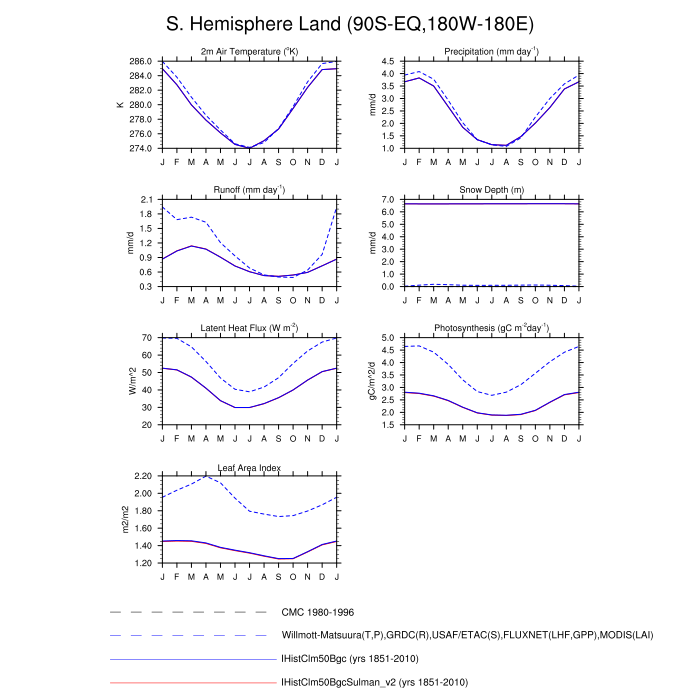 S. Hemisphere Land (90S-EQ,180W-180E)
2m Air Temperature (°K)
Precipitation (mm day⁻¹)
K
286.0
284.0
282.0
280.0
278.0
276.0
274.0
J F M A M J J A S O N D J
mm/d
4.5
4.0
3.5
3.0
2.5
2.0
1.5
1.0
J F M A M J J A S O N D J
Runoff (mm day⁻¹)
Snow Depth (m)
mm/d
2.1
1.8
1.5
1.2
0.9
0.6
0.3
J F M A M J J A S O N D J
mm/d
7.0
6.0
5.0
4.0
3.0
2.0
1.0
0.0
J F M A M J J A S O N D J
Latent Heat Flux (W m⁻²)
Photosynthesis (gC m⁻²day⁻¹)
W/m^2
70
60
50
40
30
20
J F M A M J J A S O N D J
gC/m^2/d
5.0
4.5
4.0
3.5
3.0
2.5
2.0
1.5
J F M A M J J A S O N D J
Leaf Area Index
m2/m2
2.20
2.00
1.80
1.60
1.40
1.20
J F M A M J J A S O N D J
CMC 1980-1996
Willmott-Matsuura(T,P),GRDC(R),USAF/ETAC(S),FLUXNET(LHF,GPP),MODIS(LAI)
IHistClm50Bgc (yrs 1851-2010)
IHistClm50BgcSulman_v2 (yrs 1851-2010)